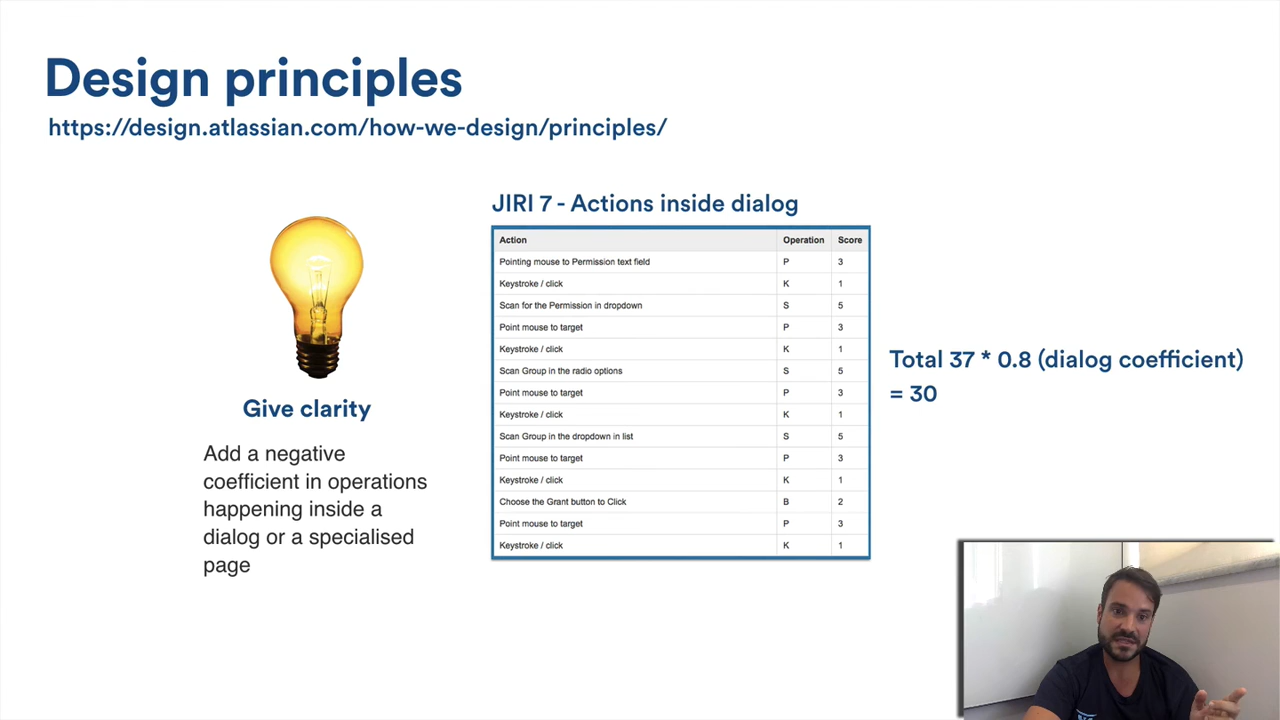 Design principles
https://design.atlassian.com/how-we-design/principles/
JIRI 7 - Actions inside dialog
Action Operation Score
Pointing mouse to Permission text field P 3
Keystroke / click K 1
Scan for the Permission in dropdown S 5
Point mouse to target P 3
Keystroke / click K 1
Scan Group in the radio options S 5
Point mouse to target P 3
Keystroke / click K 1
Scan Group in the dropdown in list S 5
Point mouse to target P 3
Keystroke / click K 1
Choose the Grant button to Click B 2
Point mouse to target P 3
Keystroke / click K 1
Total 37 * 0.8 (dialog coefficient)
= 30
Give clarity
Add a negative
coefficient in operations
happening inside a
dialog or a specialised
page